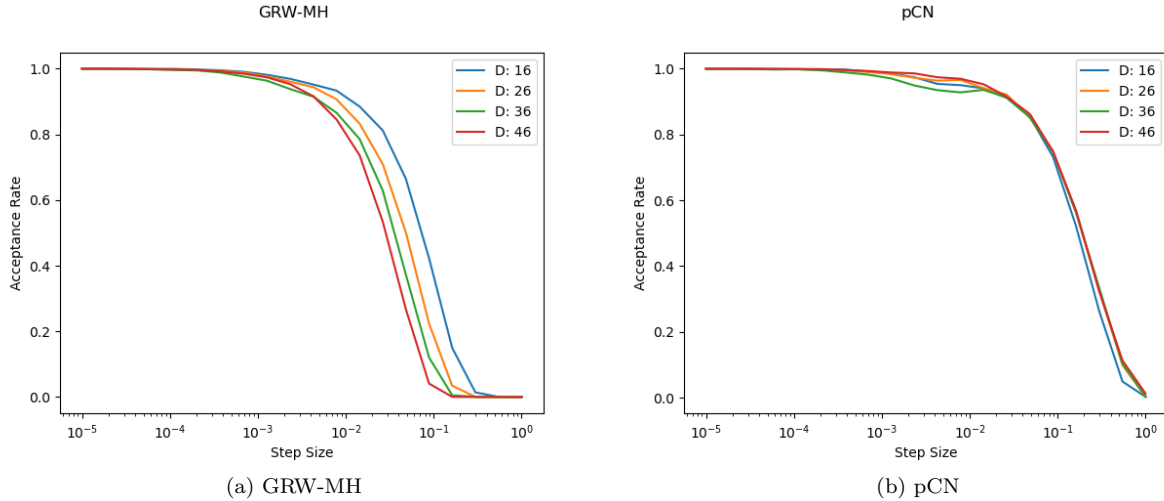 GRW-MH
Acceptance Rate
1.0
0.8
0.6
0.4
0.2
0.0
D: 16
D: 26
D: 36
D: 46
10⁻⁵ 10⁻⁴ 10⁻³ 10⁻² 10⁻¹ 10⁰
Step Size
(a) GRW-MH
pCN
Acceptance Rate
1.0
0.8
0.6
0.4
0.2
0.0
D: 16
D: 26
D: 36
D: 46
10⁻⁵ 10⁻⁴ 10⁻³ 10⁻² 10⁻¹ 10⁰
Step Size
(b) pCN